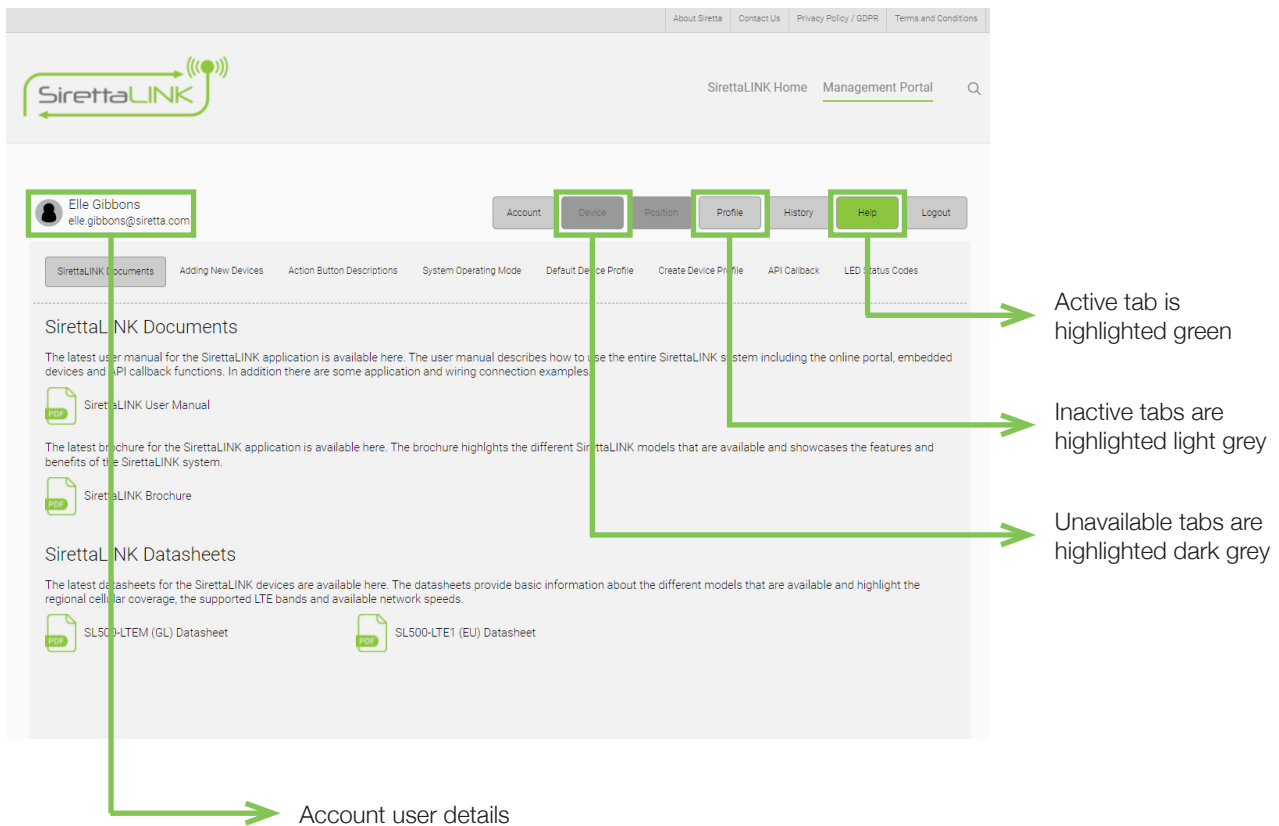 About Siretta Contact Us Privacy Policy / GDPR Terms and Conditions
SirettaLINK
SirettaLINK Home Management Portal
Elle Gibbons
elle.gibbons@siretta.com
Account Device Position Profile History Help Logout
SirettaLINK Documents Adding New Devices Action Button Descriptions System Operating Mode Default Device Profile Create Device Profile API Callback LED Status Codes
Active tab is
highlighted green
SirettaLINK Documents
The latest user manual for the SirettaLINK application is available here. The user manual describes how to use the entire SirettaLINK system including the online portal, embedded
devices and API callback functions. In addition there are some application and wiring connection examples.
PDF SirettaLINK User Manual
Inactive tabs are
highlighted light grey
The latest brochure for the SirettaLINK application is available here. The brochure highlghts the different SirettaLINK models that are available and showcases the features and
benefits of the SirettaLINK system.
PDF SirettaLINK Brochure
Unavailable tabs are
highlighted dark grey
SirettaLINK Datasheets
The latest datasheets for the SirettaLINK devices are available here. The datasheets provide basic information about the different models that are available and highlight the
regional cellular coverage, the supported LTE bands and available network speeds.
PDF SL500-LTEM (GL) Datasheet PDF SL500-LTE1 (EU) Datasheet
Account user details